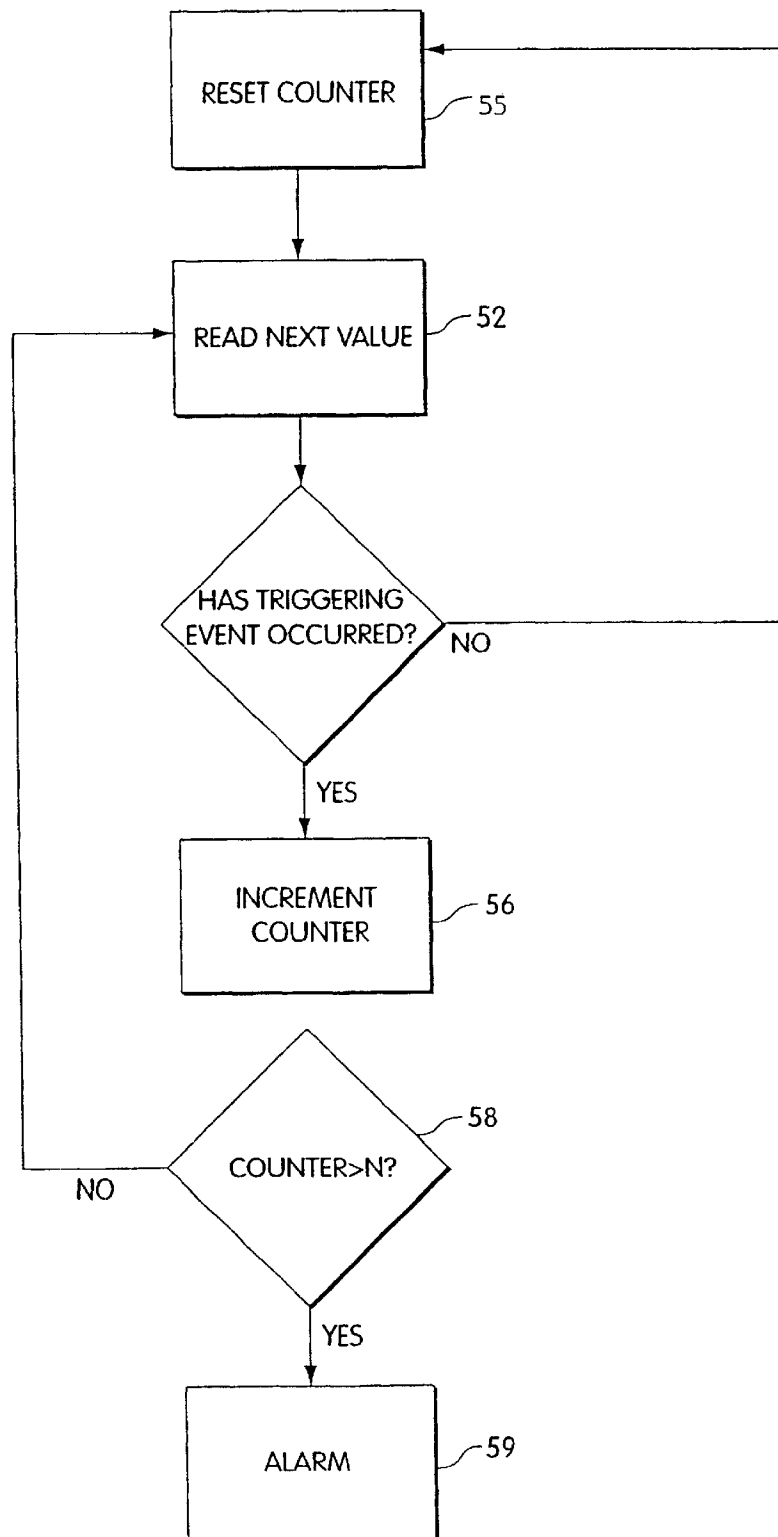 RESET COUNTER
55
READ NEXT VALUE
52
HAS TRIGGERING
EVENT OCCURRED?
NO
YES
INCREMENT
COUNTER
56
58
COUNTER>N?
NO
YES
ALARM
59